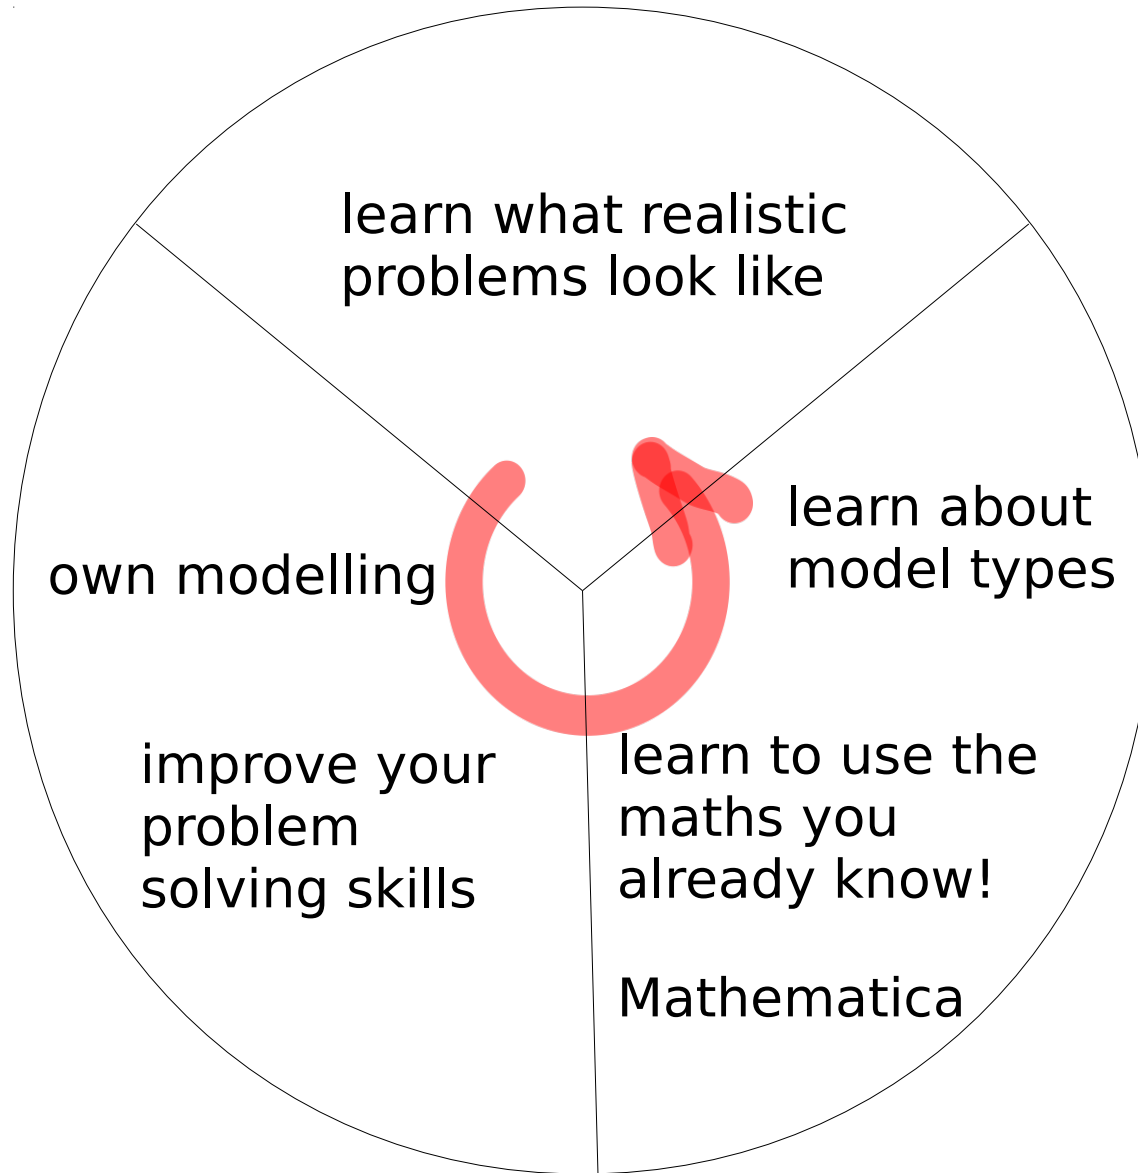 learn what realistic
problems look like
own modelling
improve your
problem
solving skills
learn about
model types
learn to use the
maths you
already know!
Mathematica